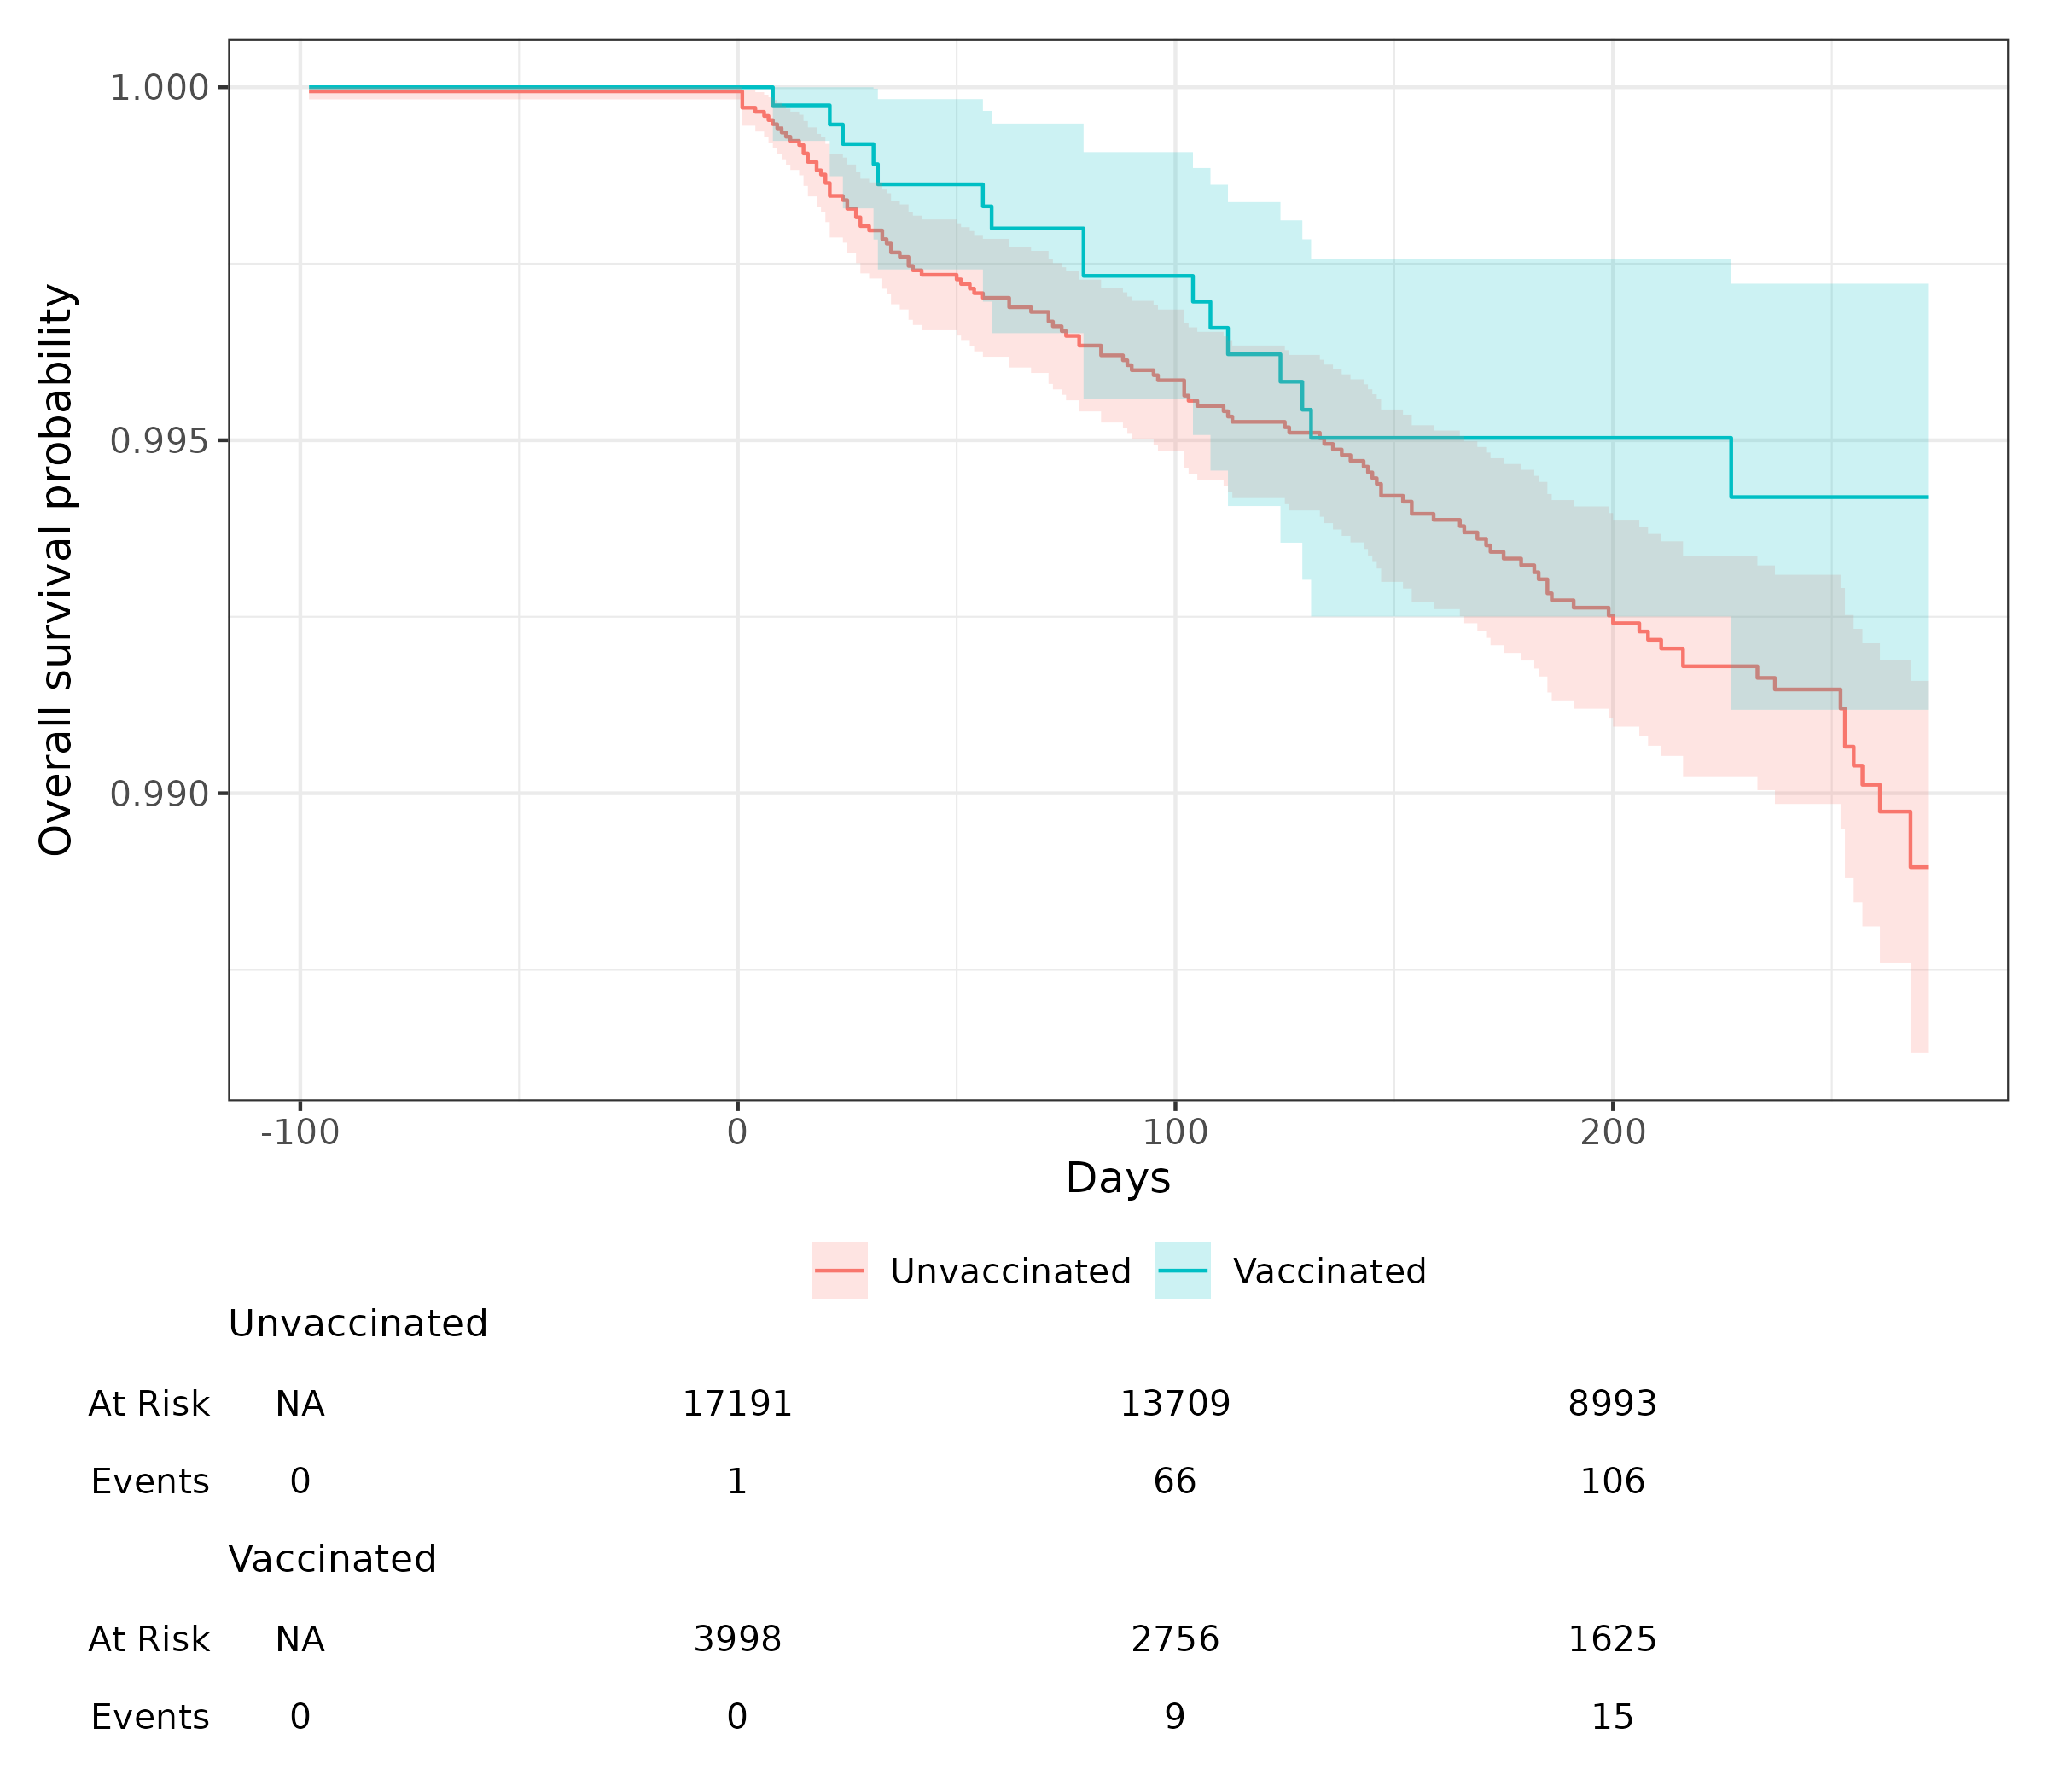 Overall survival probability
1.000
0.995
0.990
-100 0 100 200
Days
Unvaccinated Vaccinated
Unvaccinated
At Risk NA 17191 13709 8993
Events 0 1 66 106
Vaccinated
At Risk NA 3998 2756 1625
Events 0 0 9 15